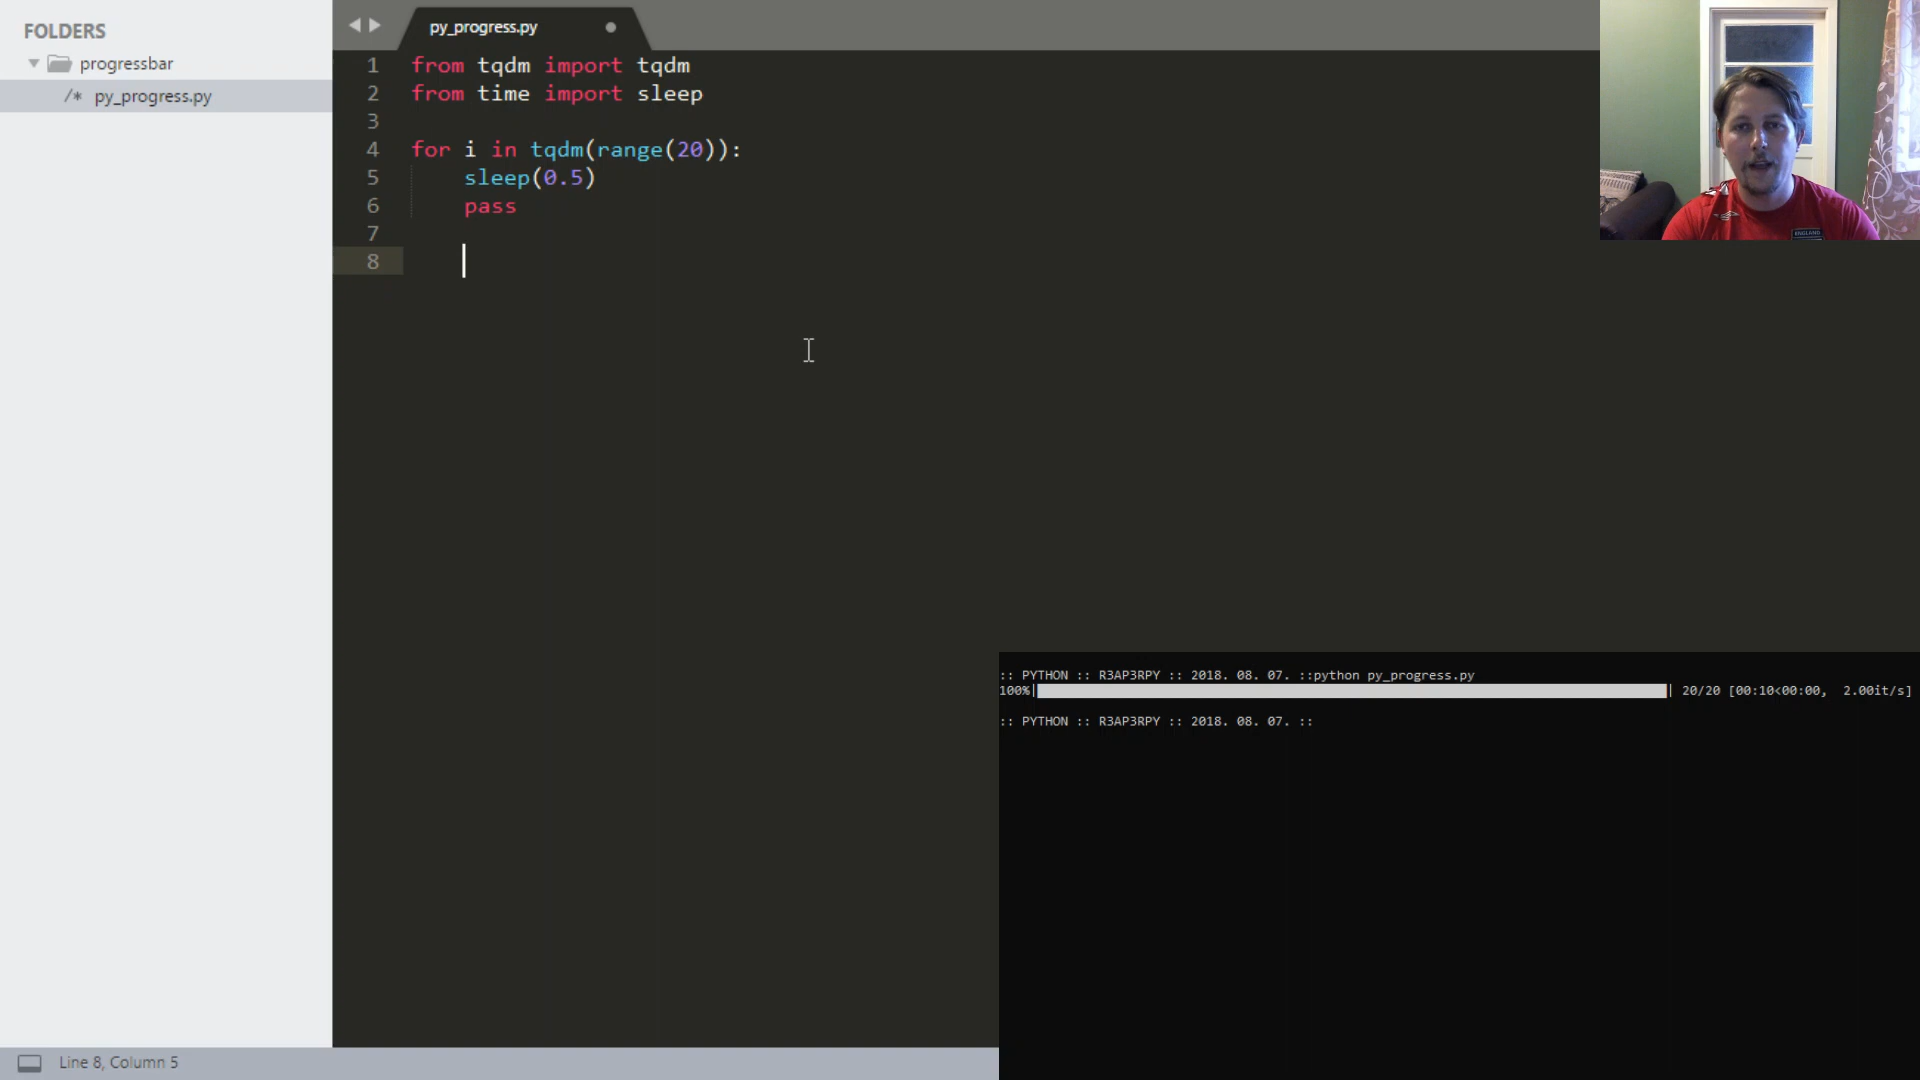 FOLDERS
progressbar
/* py_progress.py
py_progress.py
1 from tqdm import tqdm
2 from time import sleep
3
4 for i in tqdm(range(20)):
5 sleep(0.5)
6 pass
7
8
ENGLAND
:: PYTHON :: R3AP3RPY :: 2018. 08. 07. ::python py_progress.py
100%| | 20/20 [00:10<00:00, 2.00it/s]
:: PYTHON :: R3AP3RPY :: 2018. 08. 07. ::
Line 8, Column 5